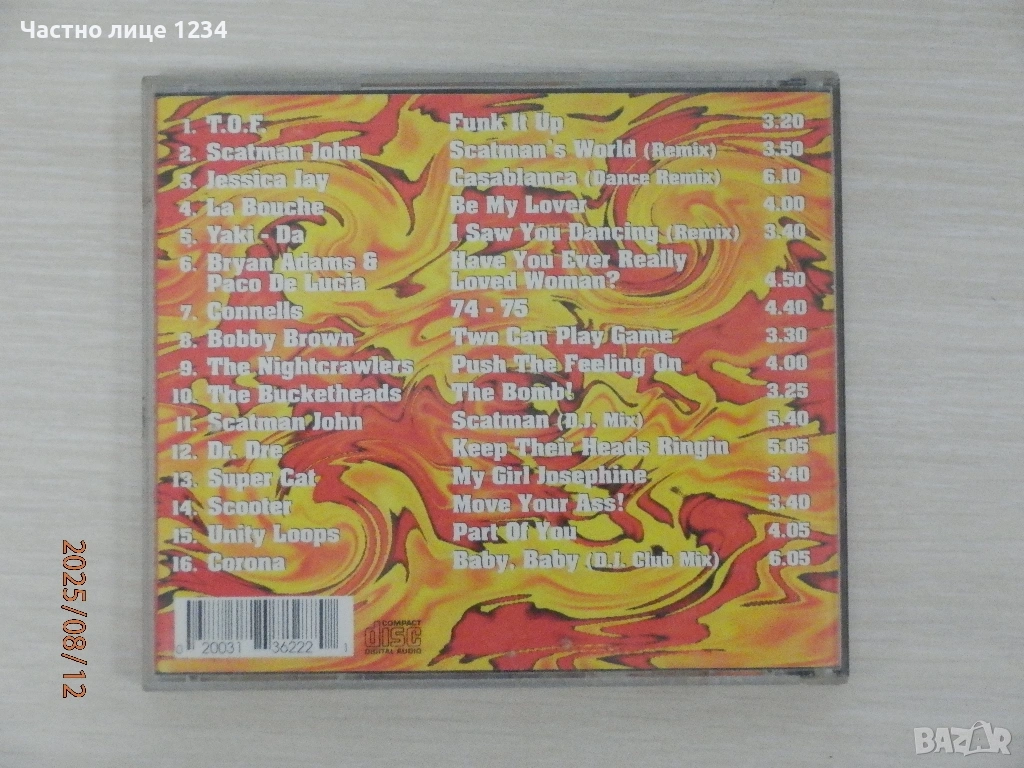 Частно лице 1234
1. T.O.F. Funk It Up 3.20
2. Scatman John Scatman's World (Remix) 3.50
3. Jessica Jay Casablanca (Dance Remix) 6.10
4. La Bouche Be My Lover 4.00
5. Yaki - Da I Saw You Dancing (Remix) 3.40
6. Bryan Adams & Have You Ever Really
Paco De Lucia Loved Woman? 4.50
7. Connells 74 - 75 4.40
8. Bobby Brown Two Can Play Game 3.30
9. The Nightcrawlers Push The Feeling On 4.00
10. The Bucketheads The Bomb! 3.25
11. Scatman John Scatman (D.J. Mix) 5.40
12. Dr. Dre Keep Their Heads Ringin 5.05
13. Super Cat My Girl Josephine 3.40
14. Scooter Move Your Ass! 3.40
15. Unity Loops Part Of You 4.05
16. Corona Baby, Baby (D.J. Club Mix) 6.05
0 20031 36222 1
COMPACT
disc
DIGITAL AUDIO
2025/08/12
BAZAR